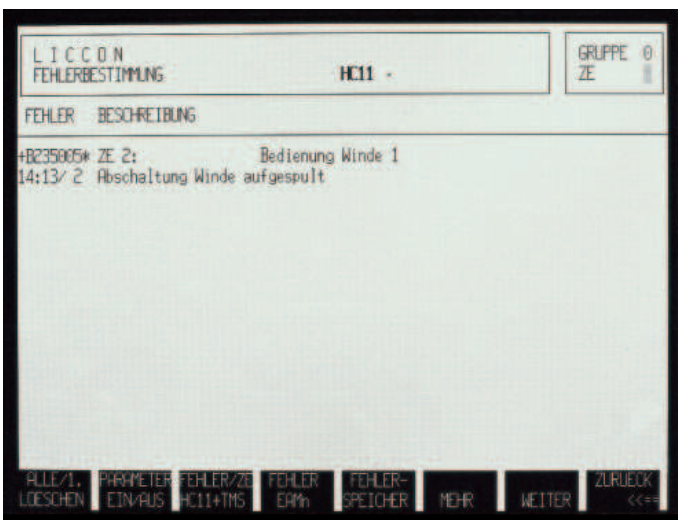 LICCON
FEHLERBESTIMMUNG
HC11 -
GRUPPE 0
ZE
FEHLER BESCHREIBUNG
+B235005* ZE 2: Bedienung Winde 1
14:13/ 2 Abschaltung Winde aufgespult
ALLE/1. PARAMETER FEHLER/ZE FEHLER FEHLER- ZURUECK
LOESCHEN EIN/AUS HC11+TMS EAMn SPEICHER MEHR WEITER <<==